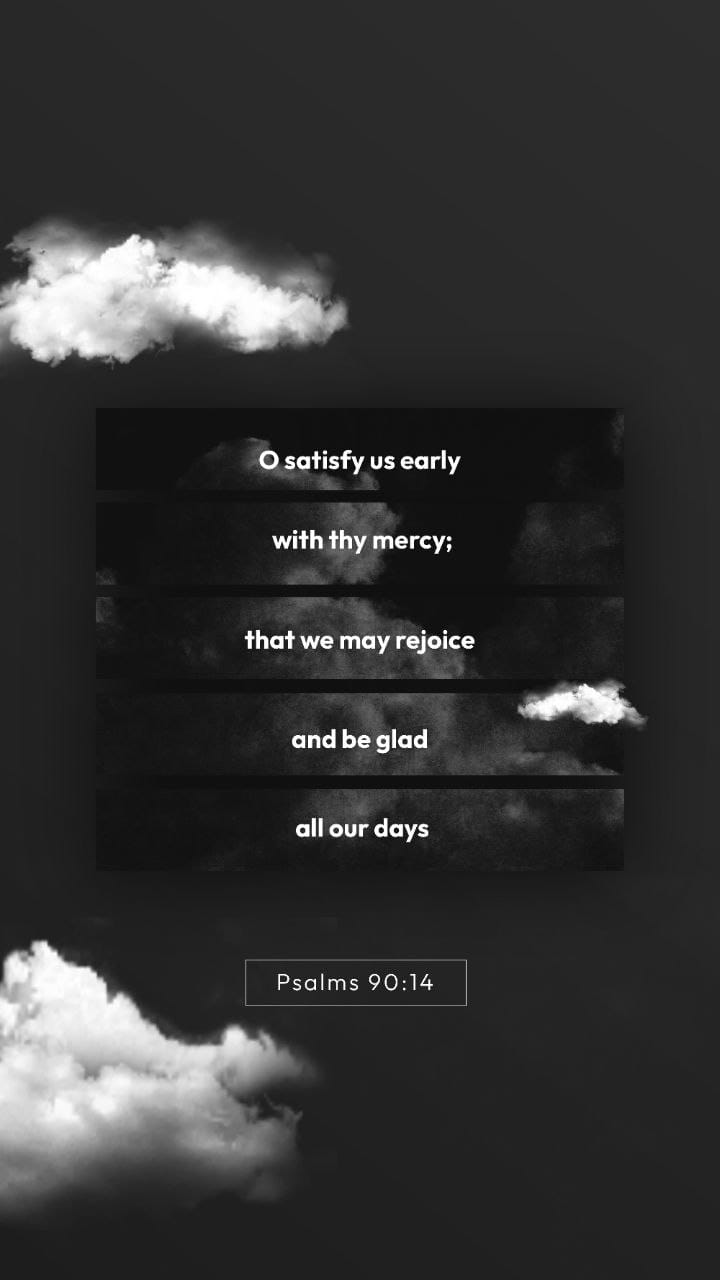 O satisfy us early
with thy mercy;
that we may rejoice
and be glad
all our days
Psalms 90:14